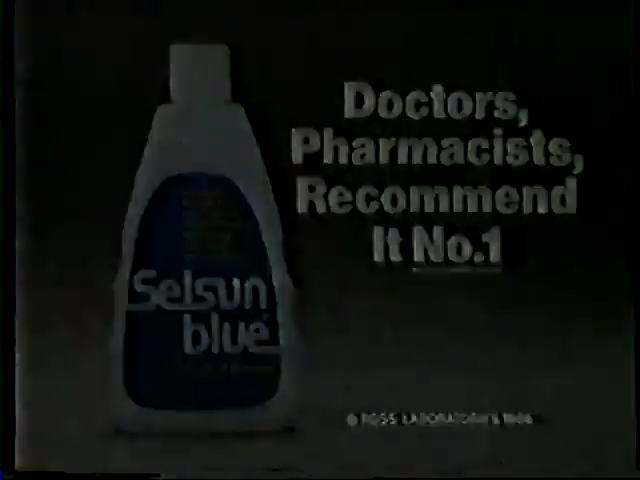 Doctors,
Pharmacists,
Recommend
It No.1
Selsun
blue
© ROSS LABORATORIES